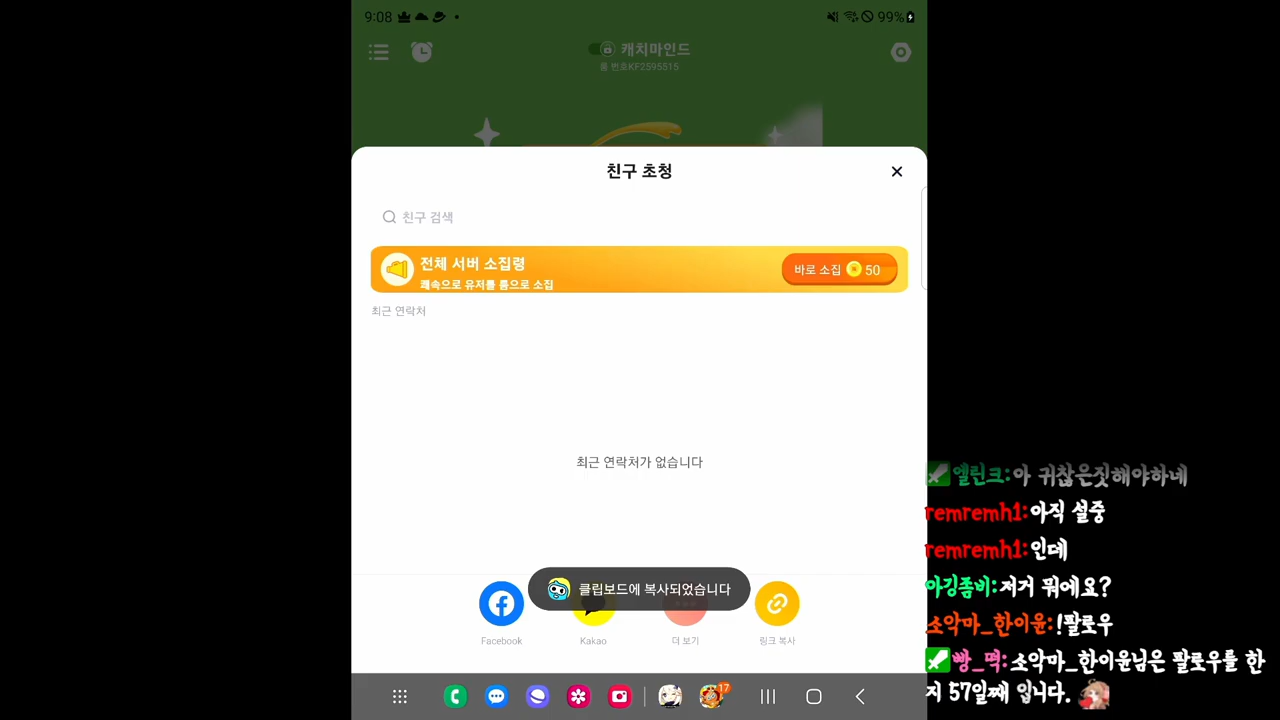 9:08
99%
캐치마인드
룸 번호KF2595515
친구 초청
친구 검색
전체 서버 소집령
쾌속으로 유저를 룸으로 소집
바로 소집 50
최근 연락처
최근 연락처가 없습니다
클립보드에 복사되었습니다
Facebook
Kakao
더 보기
링크 복사
17
엘린크:아 귀찮은짓해야하네
remremh1:아직 설중
remremh1:인데
아깅좀비:저거 뭐에요?
소악마_한이윤:!팔로우
빵_떡:소악마_한이윤님은 팔로우를 한
지 57일째 입니다.